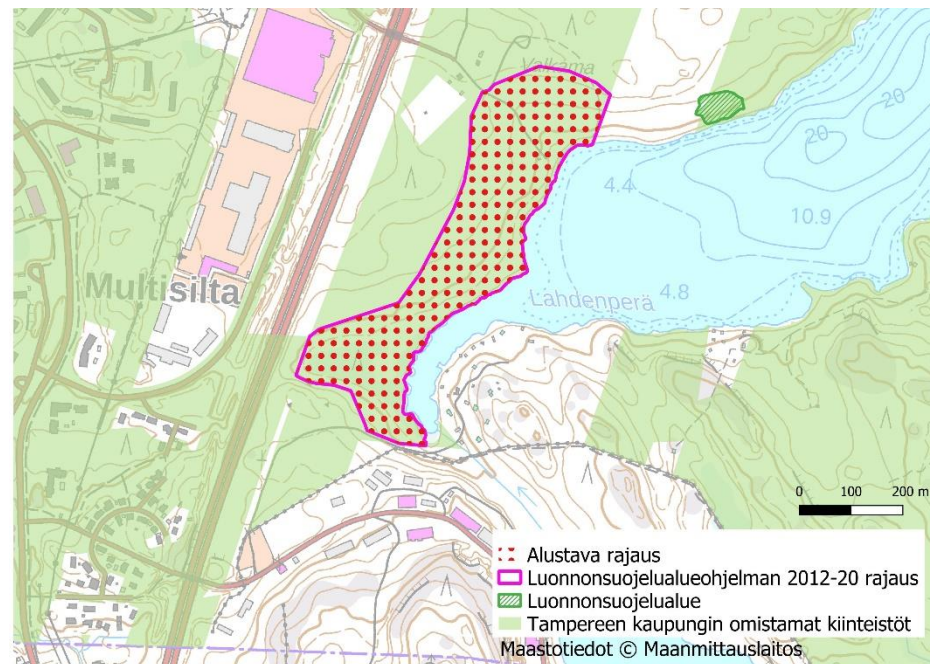 Valkama
20
20
4.4
10.9
Multisilta
Lahdenperä
4.8
0 100 200 m
Alustava rajaus
Luonnonsuojelualueohjelman 2012-20 rajaus
Luonnonsuojelualue
Tampereen kaupungin omistamat kiinteistöt
Maastotiedot © Maanmittauslaitos